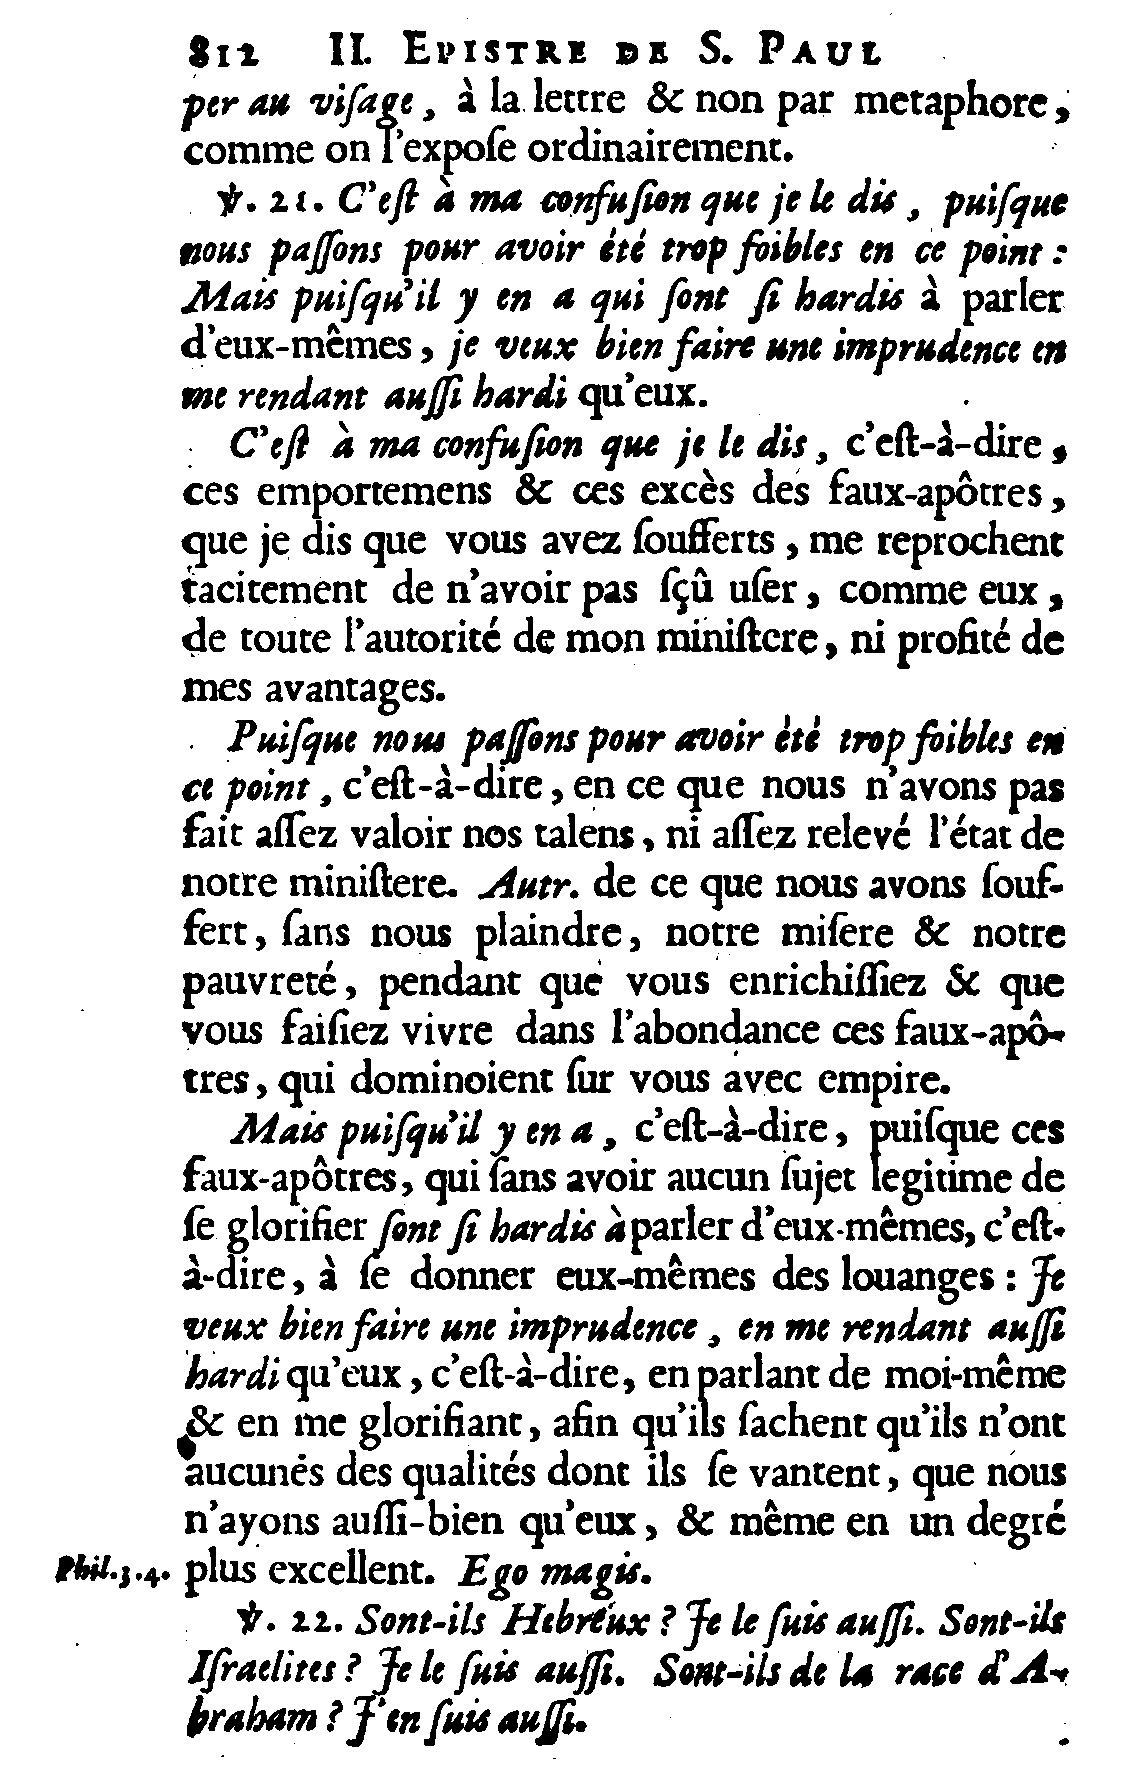 812 II. EPISTRE DE S. PAUL
per au viſage, à la lettre & non par metaphore,
comme on l'expoſe ordinairement.
℣. 21. C'eſt à ma confuſion que je le dis, puiſque
nous paſſons pour avoir été trop foibles en ce point :
Mais puiſqu'il y en a qui ſont ſi hardis à parler
d'eux-mêmes, je veux bien faire une imprudence en
me rendant auſſi hardi qu'eux.
C'eſt à ma confuſion que je le dis, c'eſt-à-dire,
ces emportemens & ces excès des faux-apôtres,
que je dis que vous avez ſoufferts, me reprochent
tacitement de n'avoir pas ſçû uſer, comme eux,
de toute l'autorité de mon miniſtere, ni profité de
mes avantages.
Puiſque nous paſſons pour avoir été trop foibles en
ce point, c'eſt-à-dire, en ce que nous n'avons pas
fait aſſez valoir nos talens, ni aſſez relevé l'état de
notre miniſtere. Autr. de ce que nous avons ſouf-
fert, ſans nous plaindre, notre miſere & notre
pauvreté, pendant que vous enrichiſſiez & que
vous faiſiez vivre dans l'abondance ces faux-apô-
tres, qui dominoient ſur vous avec empire.
Mais puiſqu'il y en a, c'eſt-à-dire, puiſque ces
faux-apôtres, qui ſans avoir aucun ſujet legitime de
ſe glorifier ſont ſi hardis à parler d'eux-mêmes, c'eſt-
à-dire, à ſe donner eux-mêmes des louanges : Je
veux bien faire une imprudence, en me rendant auſſi
hardi qu'eux, c'eſt-à-dire, en parlant de moi-même
& en me glorifiant, afin qu'ils ſachent qu'ils n'ont
aucunes des qualités dont ils ſe vantent, que nous
n'ayons auſſi-bien qu'eux, & même en un degré
Phil. 3. 4. plus excellent. Ego magis.
℣. 22. Sont-ils Hebreux ? Je le ſuis auſſi. Sont-ils
Iſraelites ? Je le ſuis auſſi. Sont-ils de la race d'A-
braham ? J'en ſuis auſſi.